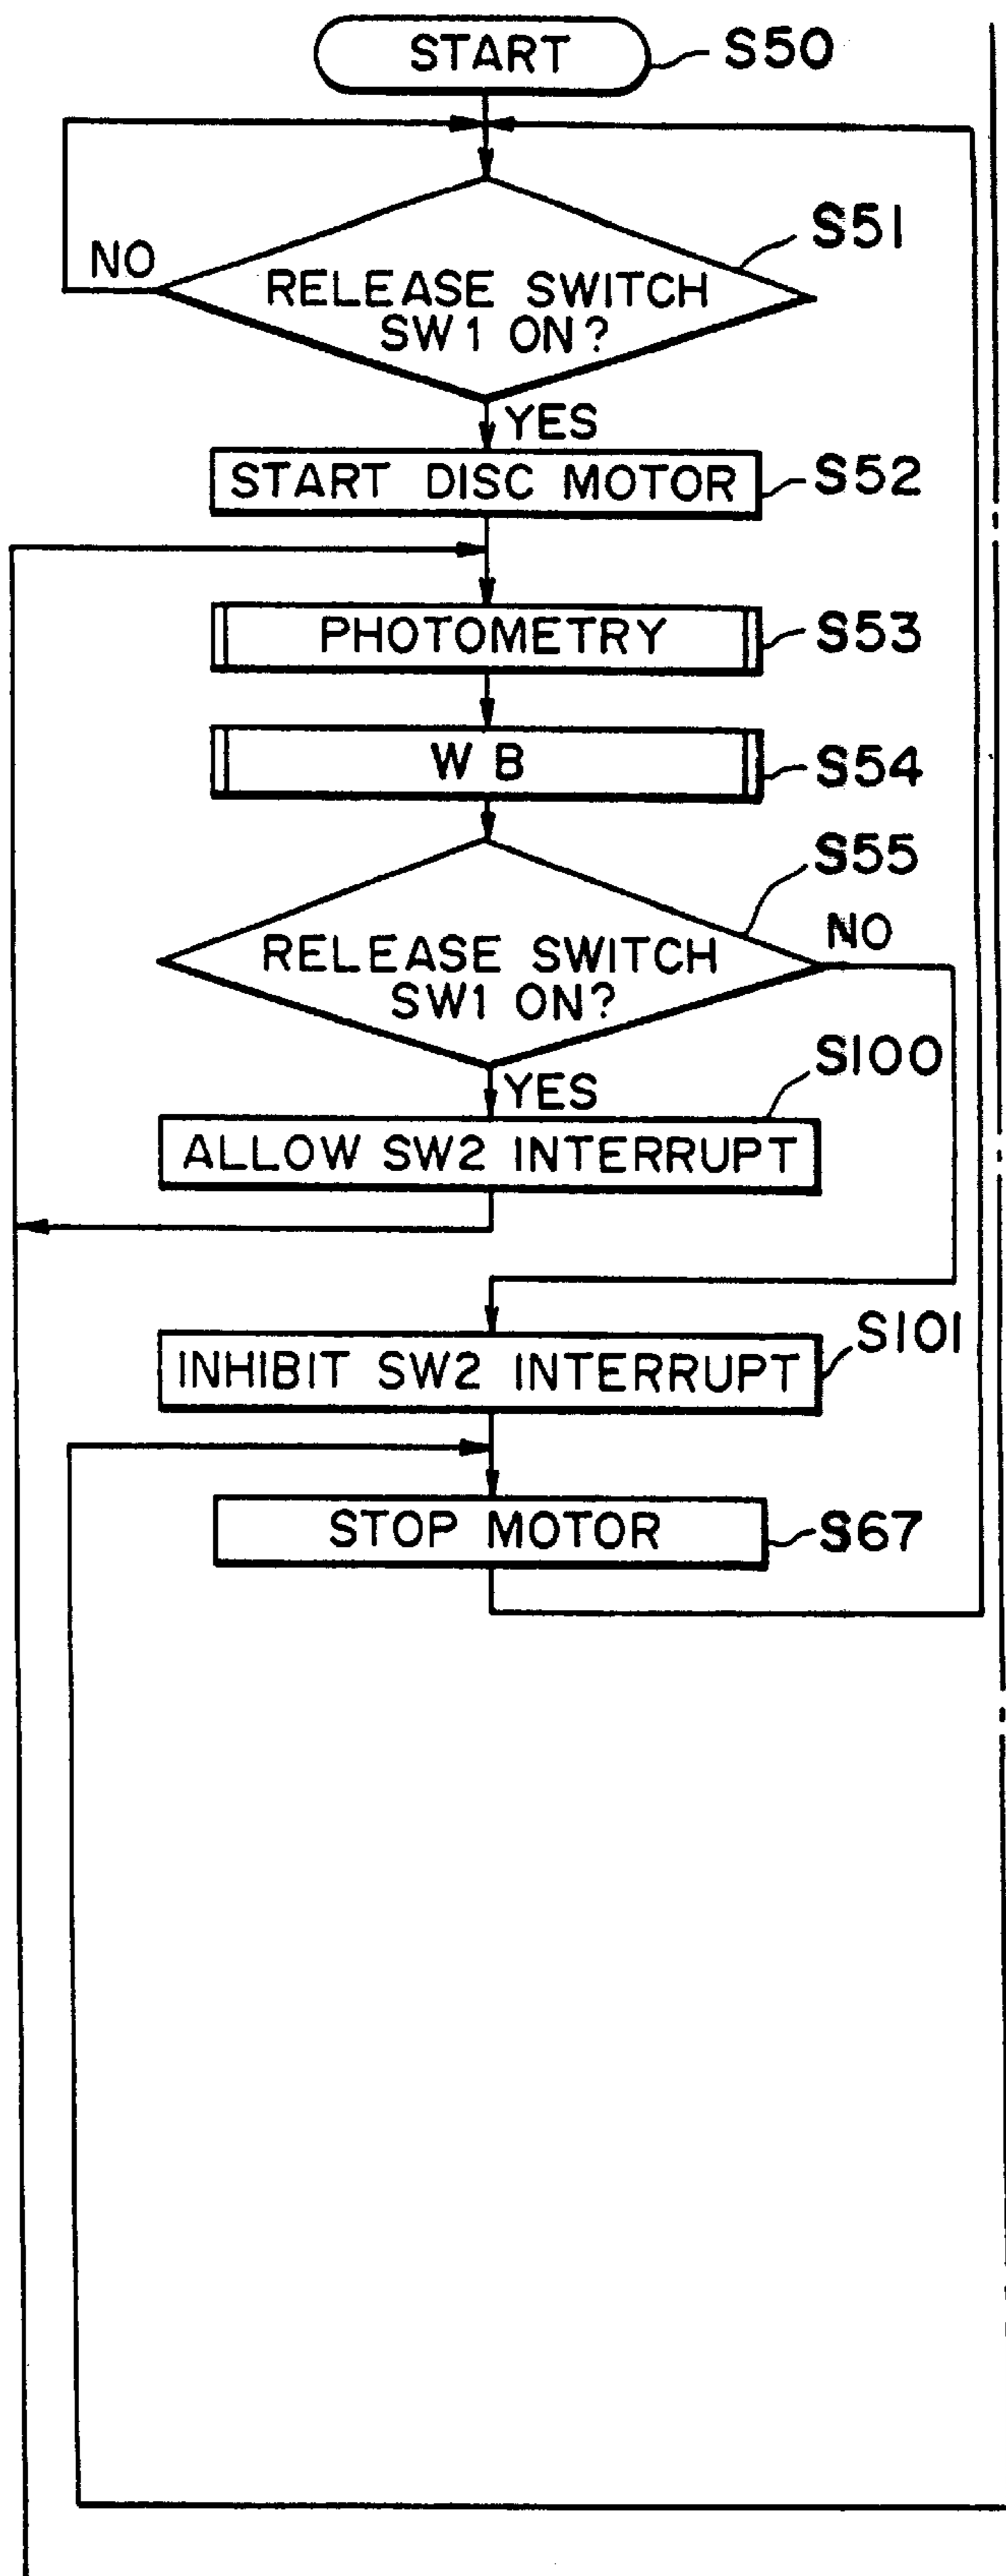 START
S50
NO
S51
RELEASE SWITCH
SW1 ON?
YES
START DISC MOTOR
S52
PHOTOMETRY
S53
WB
S54
S55
NO
RELEASE SWITCH
SW1 ON?
S100
YES
ALLOW SW2 INTERRUPT
S101
INHIBIT SW2 INTERRUPT
STOP MOTOR
S67